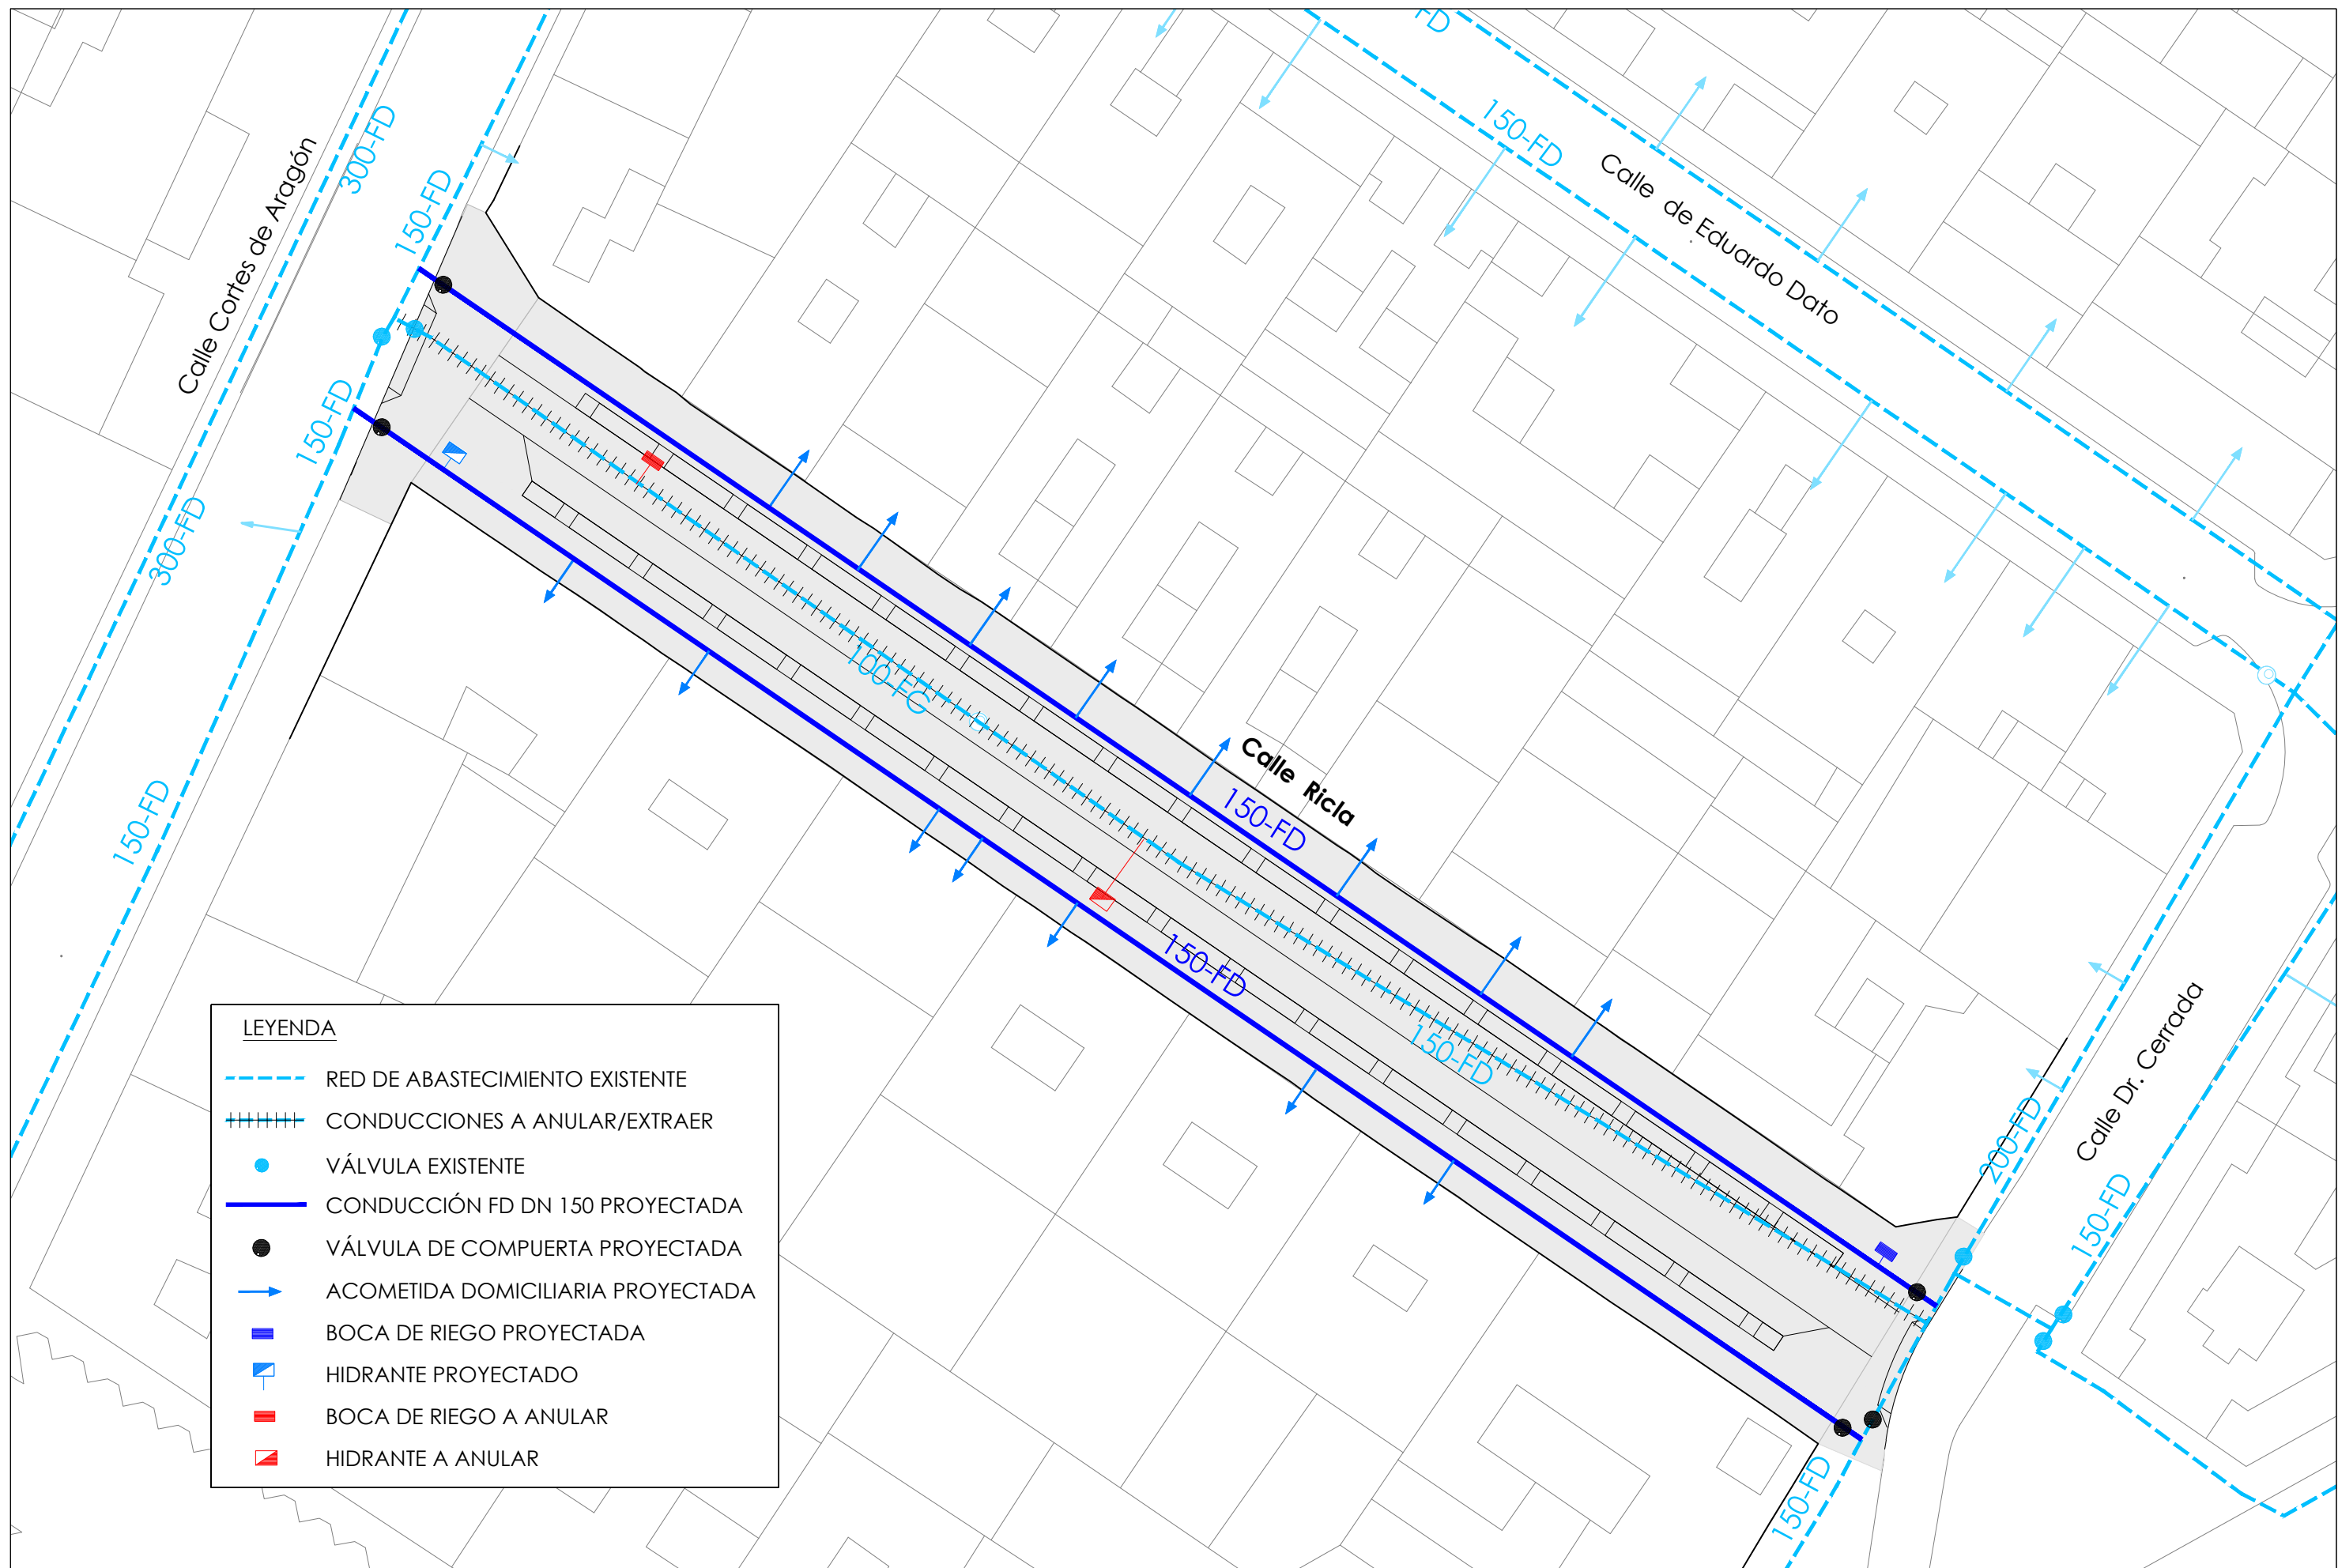 FD
300-FD
150-FD
150-FD
Calle de Eduardo Dato
Calle Cortes de Aragón
150-FD
300-FD
100-FG
Calle Ricla
150-FD
150-FD
150-FD
150-FD
Calle Dr. Cerrada
200-FD
150-FD
150-FD
LEYENDA
RED DE ABASTECIMIENTO EXISTENTE
CONDUCCIONES A ANULAR/EXTRAER
VÁLVULA EXISTENTE
CONDUCCIÓN FD DN 150 PROYECTADA
VÁLVULA DE COMPUERTA PROYECTADA
ACOMETIDA DOMICILIARIA PROYECTADA
BOCA DE RIEGO PROYECTADA
HIDRANTE PROYECTADO
BOCA DE RIEGO A ANULAR
HIDRANTE A ANULAR